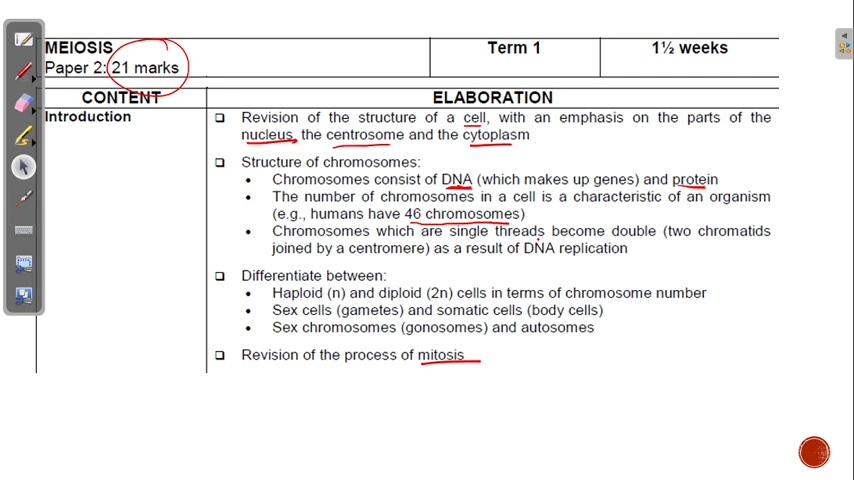 MEIOSIS
Paper 2: 21 marks
Term 1
1½ weeks
CONTENT
ELABORATION
Introduction
Revision of the structure of a cell, with an emphasis on the parts of the
nucleus, the centrosome and the cytoplasm
Structure of chromosomes:
• Chromosomes consist of DNA (which makes up genes) and protein
• The number of chromosomes in a cell is a characteristic of an organism
(e.g., humans have 46 chromosomes)
• Chromosomes which are single threads become double (two chromatids
joined by a centromere) as a result of DNA replication
Differentiate between:
• Haploid (n) and diploid (2n) cells in terms of chromosome number
• Sex cells (gametes) and somatic cells (body cells)
• Sex chromosomes (gonosomes) and autosomes
Revision of the process of mitosis